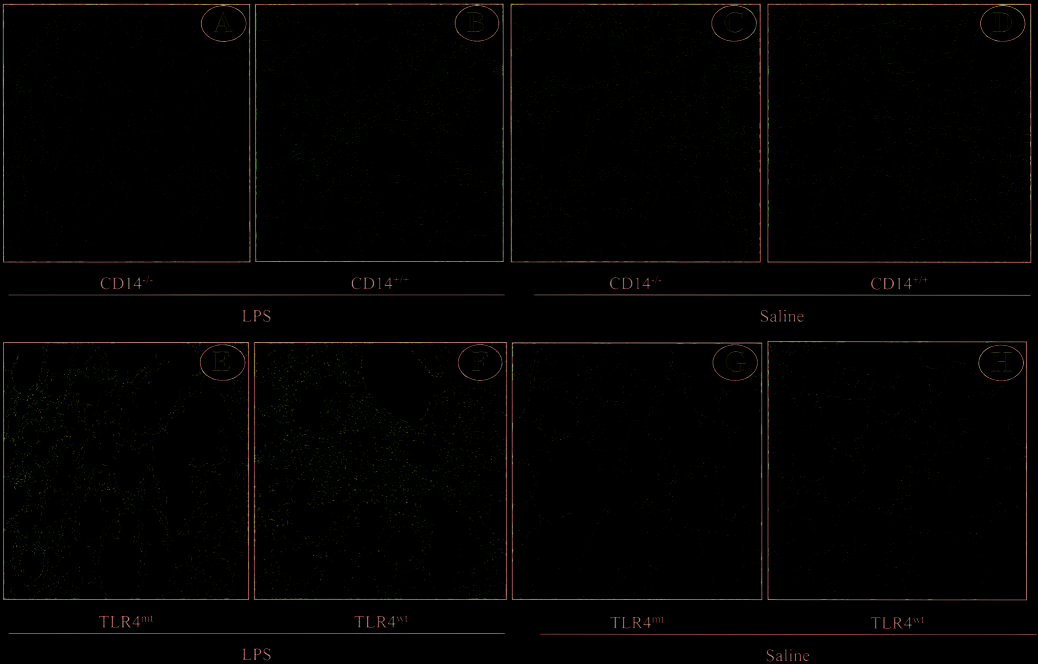 A B C D
CD14-/- CD14+/+ CD14-/- CD14+/+
LPS Saline
E F G H
TLR4mt TLR4wt TLR4mt TLR4wt
LPS Saline